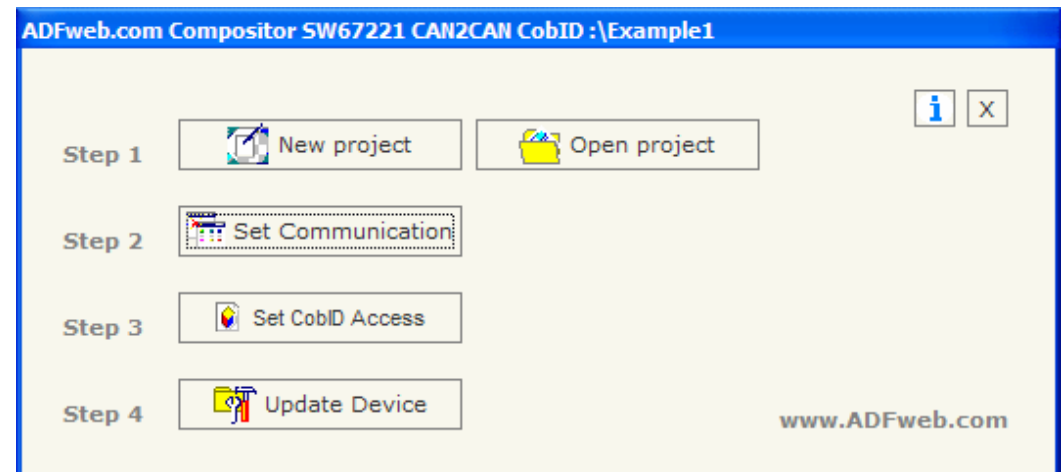 ADFweb.com Compositor SW67221 CAN2CAN CobID :\Example1
i X
Step 1 New project Open project
Step 2 Set Communication
Step 3 Set CobID Access
Step 4 Update Device
www.ADFweb.com